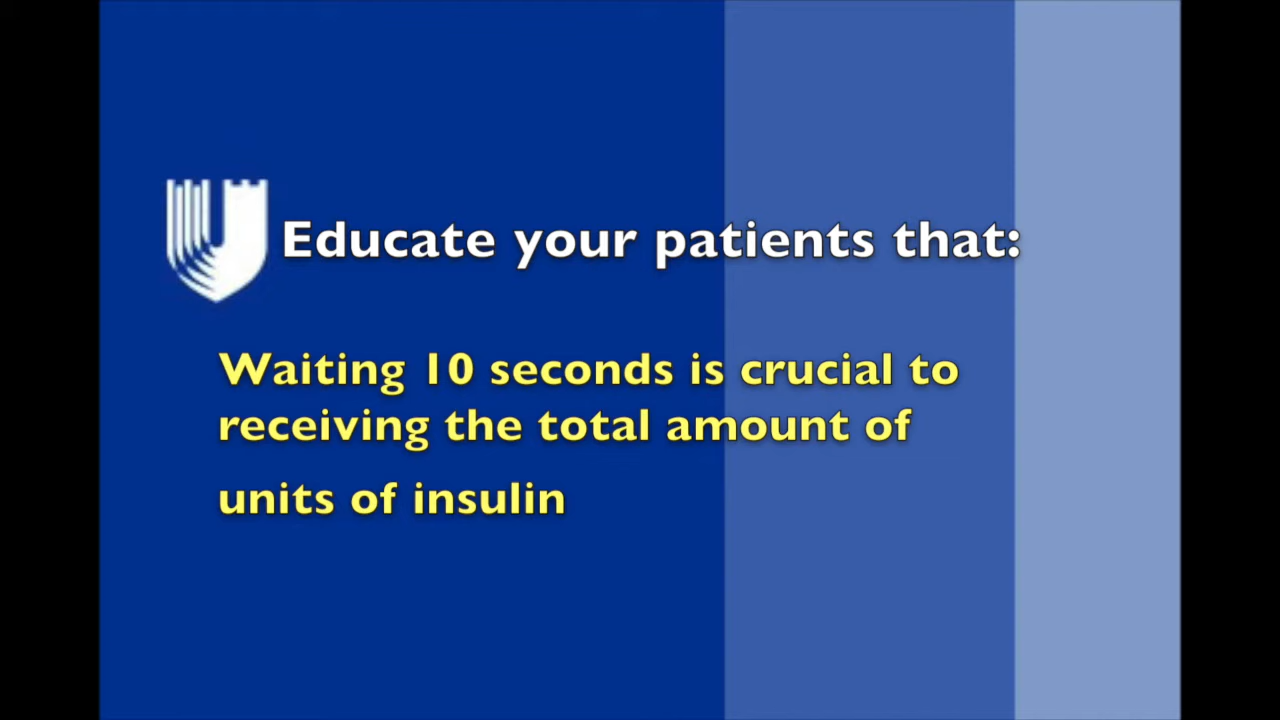 Educate your patients that:
Waiting 10 seconds is crucial to
receiving the total amount of
units of insulin